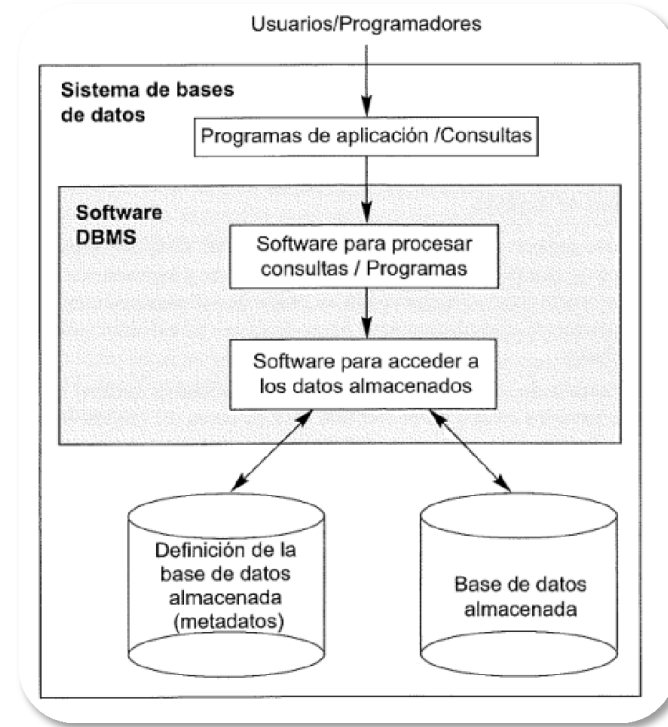 Usuarios/Programadores
Sistema de bases
de datos
Programas de aplicación /Consultas
Software
DBMS
Software para procesar
consultas / Programas
Software para acceder a
los datos almacenados
Definición de la
base de datos
almacenada
(metadatos)
Base de datos
almacenada